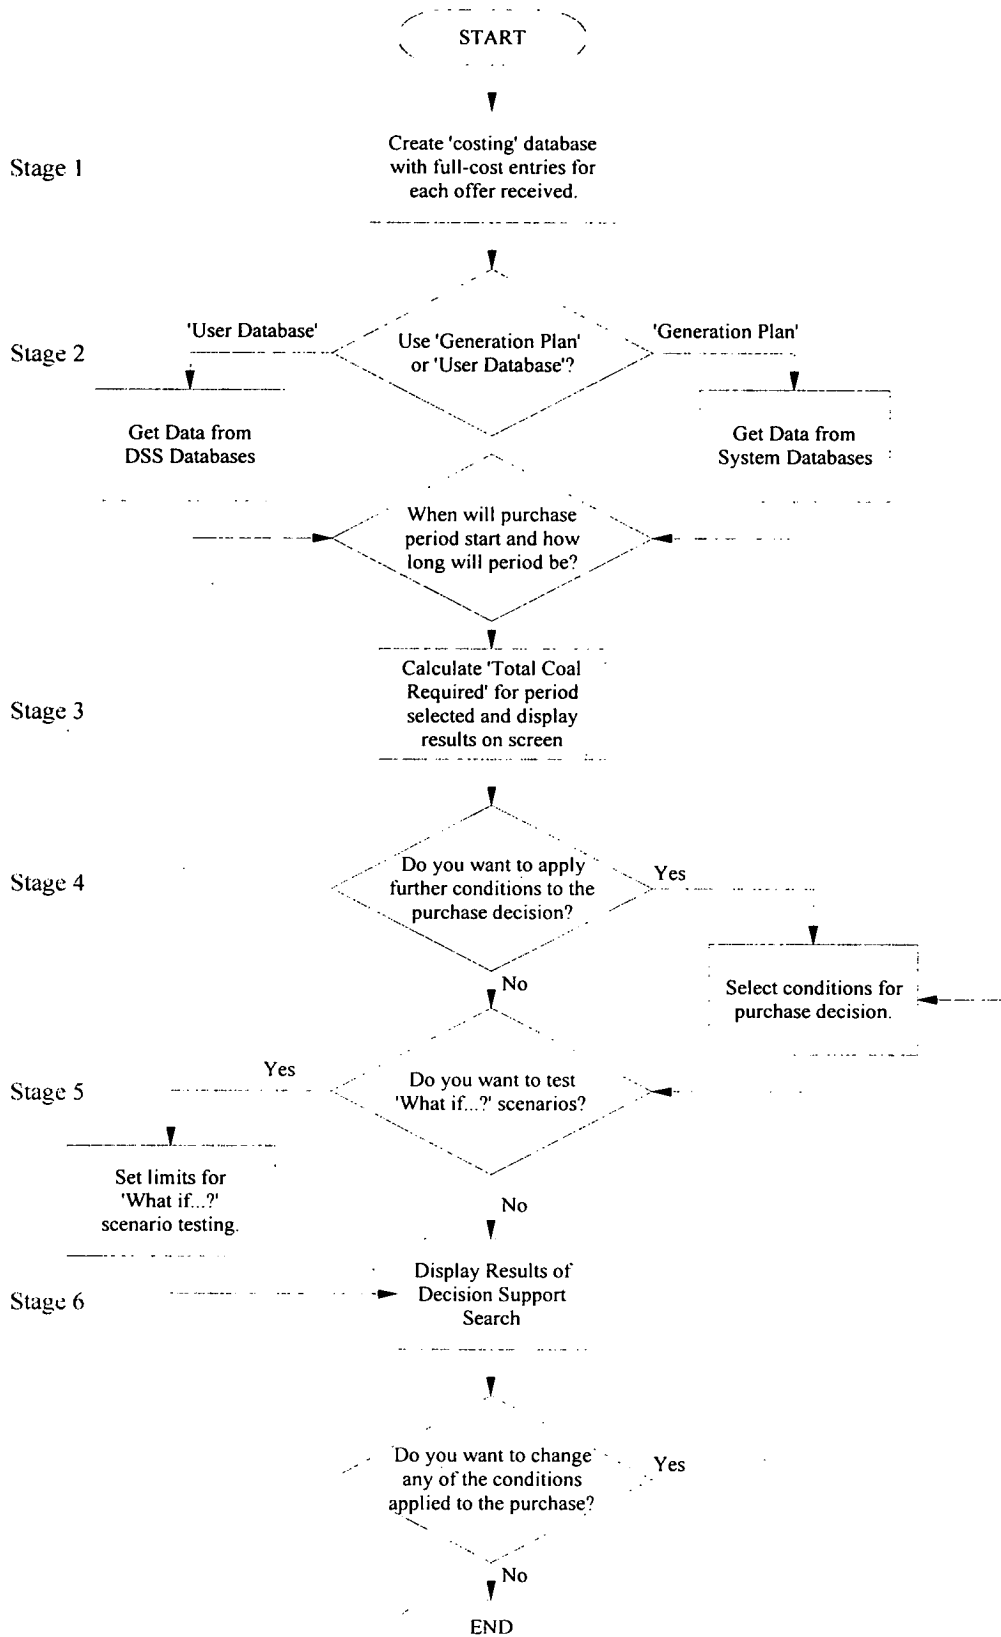 START
Stage 1
Create 'costing' database
with full-cost entries for
each offer received.
Stage 2
'User Database'
Use 'Generation Plan'
or 'User Database'?
'Generation Plan'
Get Data from
DSS Databases
Get Data from
System Databases
When will purchase
period start and how
long will period be?
Stage 3
Calculate 'Total Coal
Required' for period
selected and display
results on screen
Stage 4
Do you want to apply
further conditions to the
purchase decision?
Yes
No
Select conditions for
purchase decision.
Stage 5
Yes
Do you want to test
'What if...?' scenarios?
Set limits for
'What if...?'
scenario testing.
No
Stage 6
Display Results of
Decision Support
Search
Do you want to change
any of the conditions
applied to the purchase?
Yes
No
END